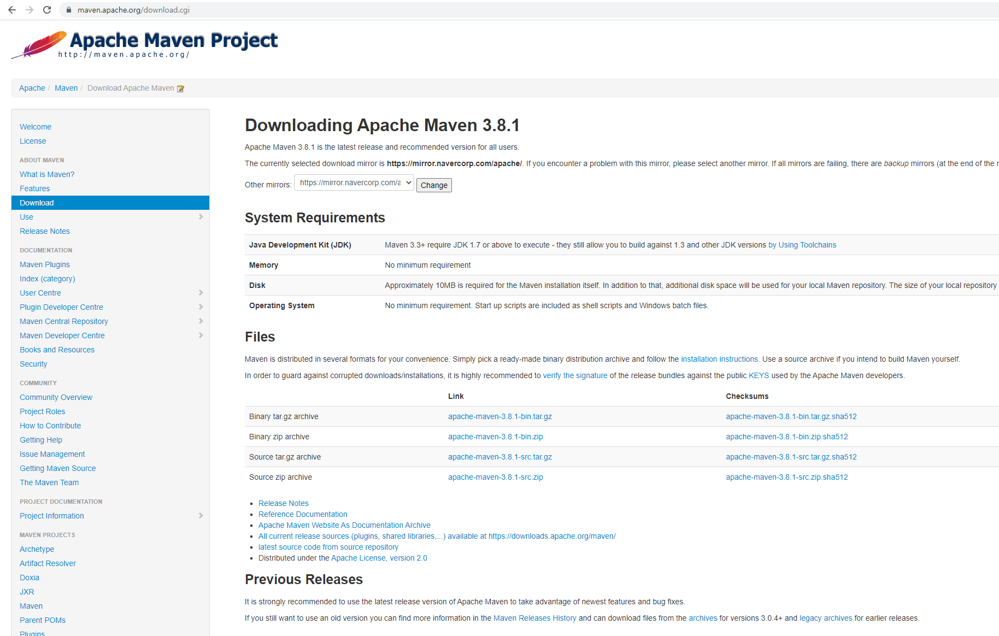 maven.apache.org/download.cgi
Apache Maven Project
http://maven.apache.org/
Apache / Maven / Download Apache Maven
Welcome
License
ABOUT MAVEN
What is Maven?
Features
Download
Use
Release Notes
DOCUMENTATION
Maven Plugins
Index (category)
User Centre
Plugin Developer Centre
Maven Central Repository
Maven Developer Centre
Books and Resources
Security
COMMUNITY
Community Overview
Project Roles
How to Contribute
Getting Help
Issue Management
Getting Maven Source
The Maven Team
PROJECT DOCUMENTATION
Project Information
MAVEN PROJECTS
Archetype
Artifact Resolver
Doxia
JXR
Maven
Parent POMs
Plugins
Downloading Apache Maven 3.8.1
Apache Maven 3.8.1 is the latest release and recommended version for all users.
The currently selected download mirror is https://mirror.navercorp.com/apache/. If you encounter a problem with this mirror, please select another mirror. If all mirrors are failing, there are backup mirrors (at the end of the
Other mirrors: https://mirror.navercorp.com/a Change
System Requirements
Java Development Kit (JDK) Maven 3.3+ require JDK 1.7 or above to execute - they still allow you to build against 1.3 and other JDK versions by Using Toolchains
Memory No minimum requirement
Disk Approximately 10MB is required for the Maven installation itself. In addition to that, additional disk space will be used for your local Maven repository. The size of your local repository
Operating System No minimum requirement. Start up scripts are included as shell scripts and Windows batch files.
Files
Maven is distributed in several formats for your convenience. Simply pick a ready-made binary distribution archive and follow the installation instructions. Use a source archive if you intend to build Maven yourself.
In order to guard against corrupted downloads/installations, it is highly recommended to verify the signature of the release bundles against the public KEYS used by the Apache Maven developers.
Link Checksums
Binary tar.gz archive apache-maven-3.8.1-bin.tar.gz apache-maven-3.8.1-bin.tar.gz.sha512
Binary zip archive apache-maven-3.8.1-bin.zip apache-maven-3.8.1-bin.zip.sha512
Source tar.gz archive apache-maven-3.8.1-src.tar.gz apache-maven-3.8.1-src.tar.gz.sha512
Source zip archive apache-maven-3.8.1-src.zip apache-maven-3.8.1-src.zip.sha512
Release Notes
Reference Documentation
Apache Maven Website As Documentation Archive
All current release sources (plugins, shared libraries,...) available at https://downloads.apache.org/maven/
latest source code from source repository
Distributed under the Apache License, version 2.0
Previous Releases
It is strongly recommended to use the latest release version of Apache Maven to take advantage of newest features and bug fixes.
If you still want to use an old version you can find more information in the Maven Releases History and can download files from the archives for versions 3.0.4+ and legacy archives for earlier releases.